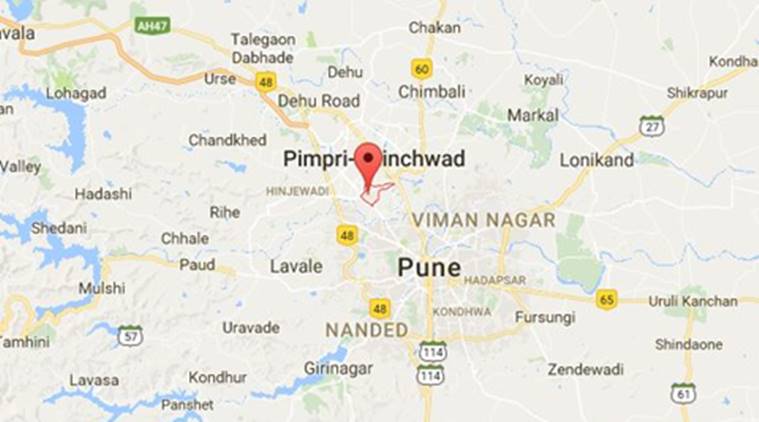 AH47
avala
Talegaon
Dabhade
Chakan
Urse
48
Dehu
60
Koyali
Kondha
Lohagad
Dehu Road
Chimbali
Shikrapur
an
Markal
27
Chandkhed
Pimpri-
inchwad
Lonikand
Valley
HINJEWADI
Hadashi
Rihe
VIMAN NAGAR
Shedani
Chhale
48
Paud
Lavale
Pune
HADAPSAR
Mulshi
65
Uruli Kanchan
48
KONDHWA
Fursungi
Tamhini
57
Uravade
NANDED
114
Shindaone
Girinagar
114
Zendewadi
Lavasa
Kondhur
61
Panshet